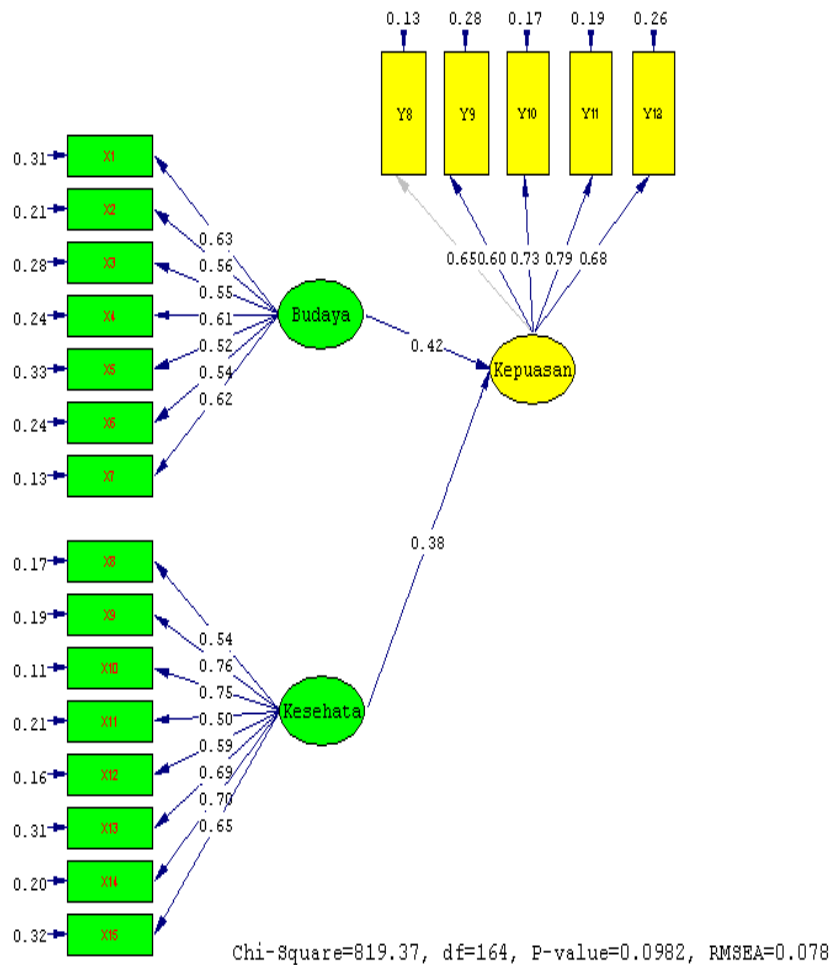 0.13 0.28 0.17 0.19 0.26
Y8 Y9 Y10 Y11 Y12
0.31 X1
0.21 X2
0.28 X3
0.24 X4
0.33 X5
0.24 X6
0.13 X7
0.63
0.56
0.55
0.61
0.52
0.54
0.62
Budaya
0.65 0.60 0.73 0.79 0.68
0.42
Kepuasan
0.38
0.17 X8
0.19 X9
0.11 X10
0.21 X11
0.16 X12
0.31 X13
0.20 X14
0.32 X15
0.54
0.76
0.75
0.50
0.59
0.69
0.70
0.65
Kesehata
Chi-Square=819.37, df=164, P-value=0.0982, RMSEA=0.078